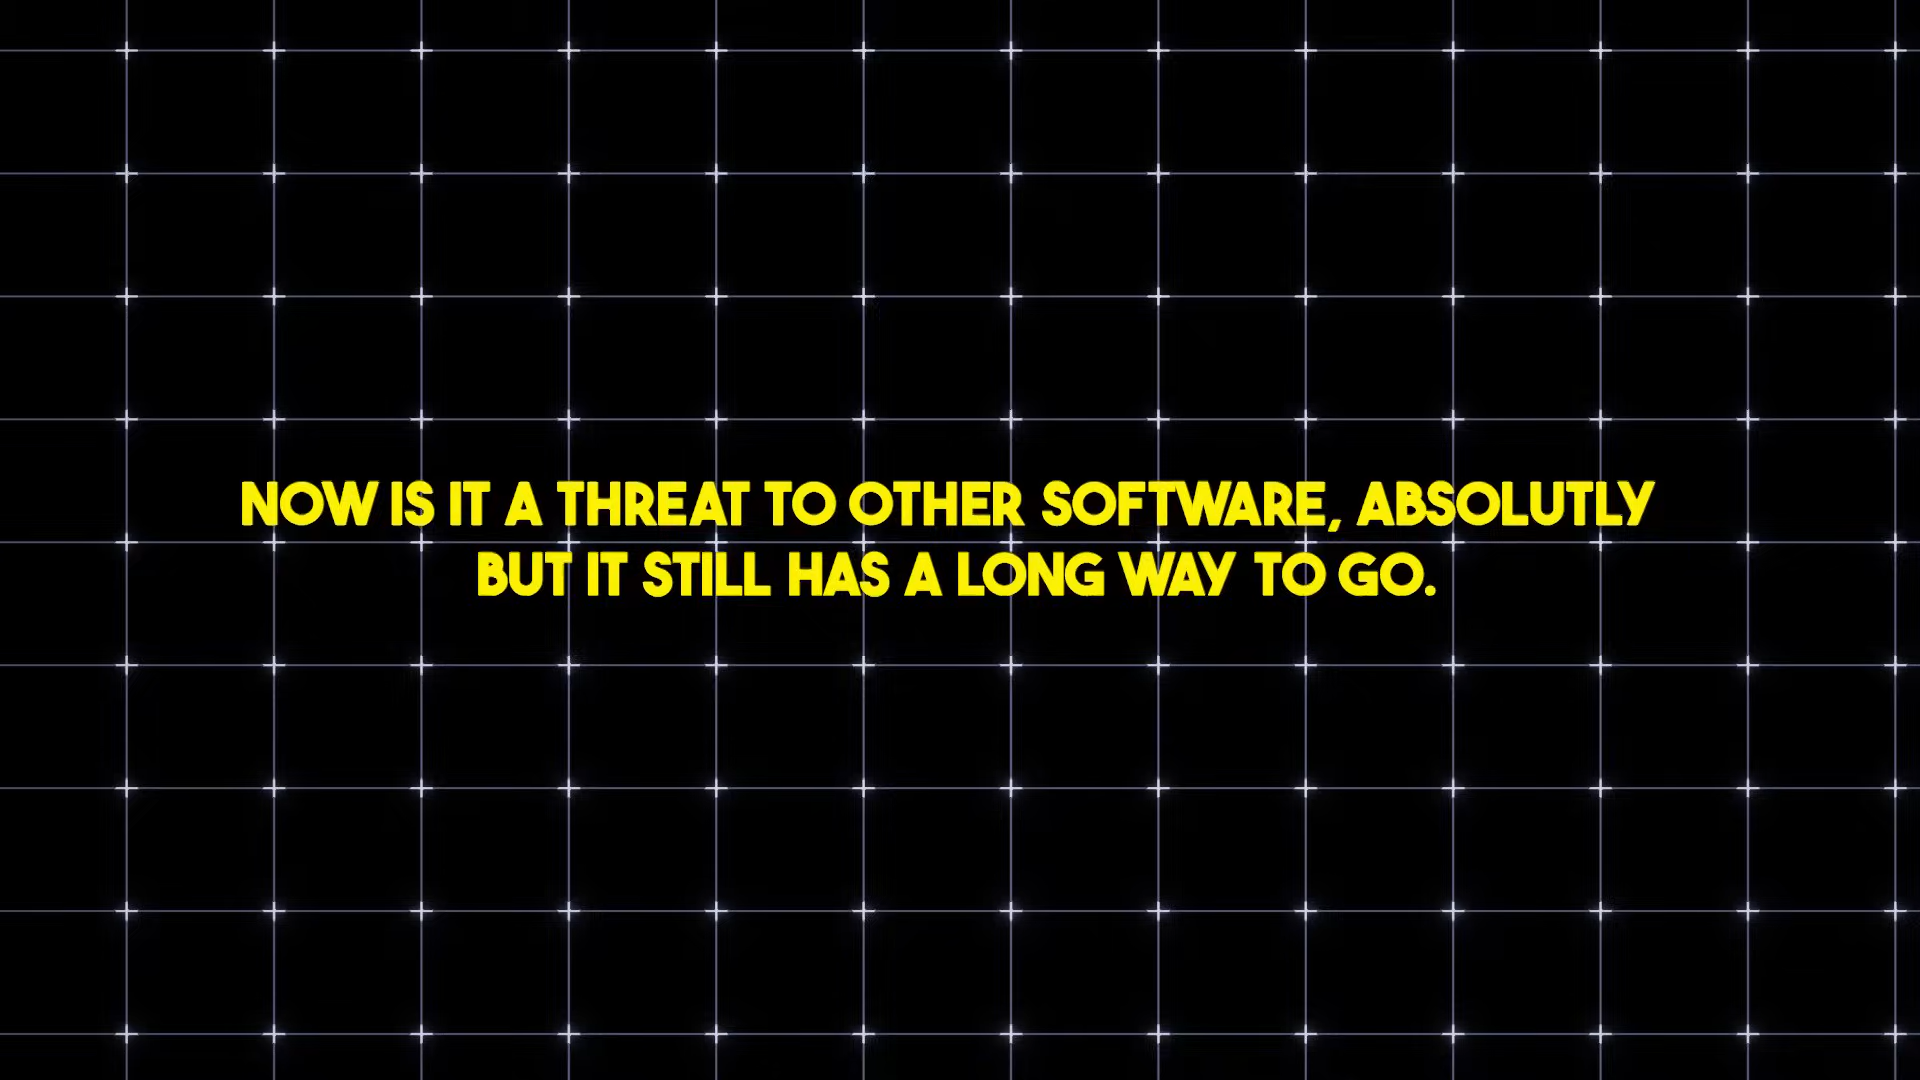 NOW IS IT A THREAT TO OTHER SOFTWARE, ABSOLUTLY
BUT IT STILL HAS A LONG WAY TO GO.